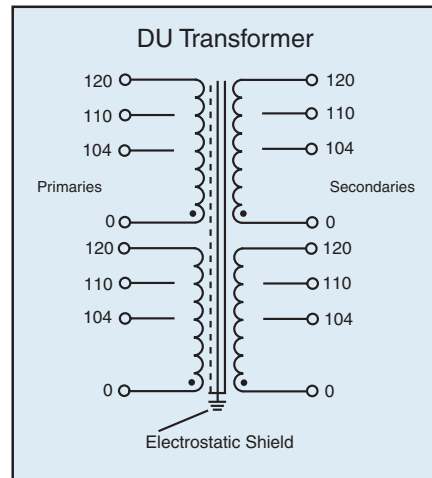 DU Transformer
120 120
110 110
104 104
Primaries Secondaries
0 0
120 120
110 110
104 104
0 0
Electrostatic Shield